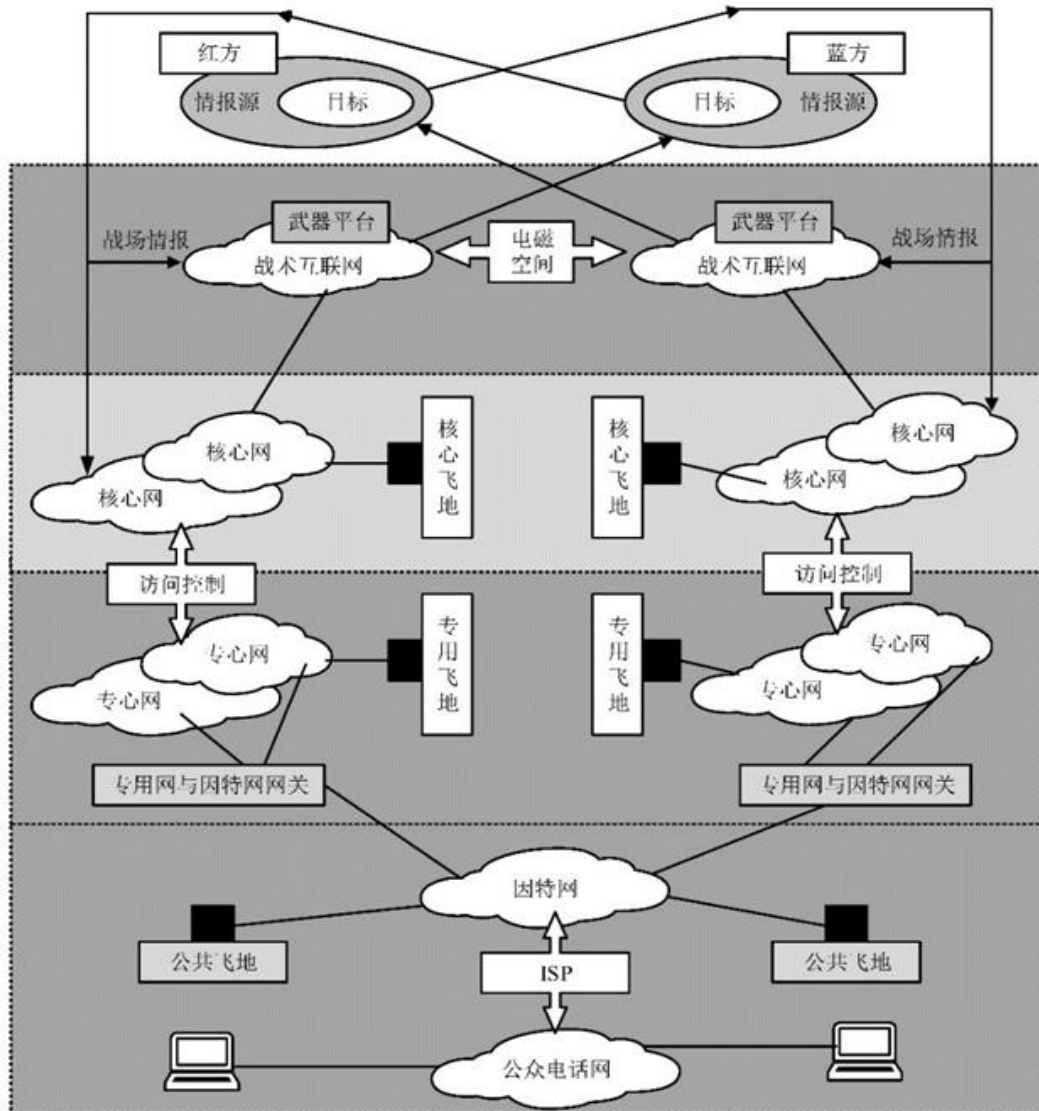 红方
蓝方
情报源
目标
目标
情报源
武器平台
武器平台
战场情报
战术互联网
电磁
空间
战术互联网
战场情报
核心网
核心网
核心飞地
核心飞地
核心网
核心网
访问控制
访问控制
专心网
专心网
专用飞地
专用飞地
专心网
专心网
专用网与因特网网关
专用网与因特网网关
因特网
公共飞地
ISP
公共飞地
公众电话网